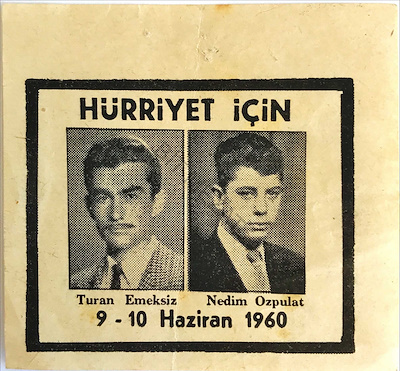 HÜRRiYET iÇiN
Turan Emeksiz Nedim Ozpulat
9 - 10 Haziran 1960